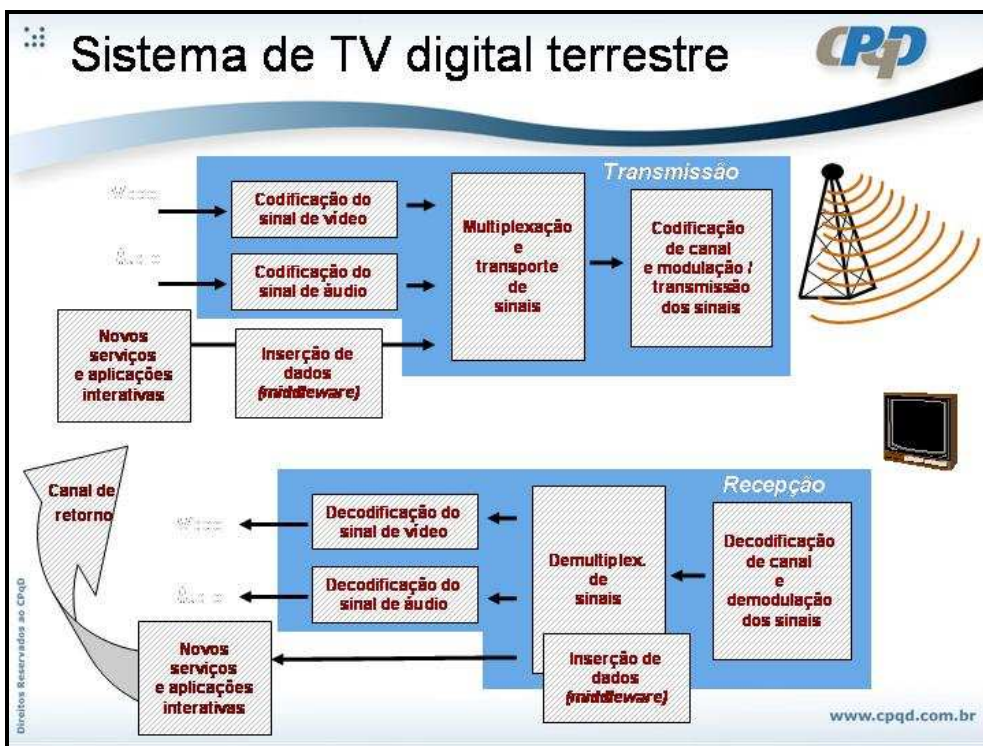 Sistema de TV digital terrestre
CPqD
Transmissão
Codificação do
sinal de vídeo
Codificação do
sinal de áudio
Multiplexação
e
transporte
de
sinais
Codificação
de canal
e modulação /
transmissão
dos sinais
Novos
serviços
e aplicações
interativas
Inserção de
dados
(middleware)
Recepção
Canal de
retorno
Decodificação do
sinal de vídeo
Decodificação do
sinal de áudio
Demultiplex.
de
sinais
Decodificação
de canal
e
demodulação
dos sinais
Novos
serviços
e aplicações
interativas
Inserção de
dados
(middleware)
Direitos Reservados ao CPqD
www.cpqd.com.br